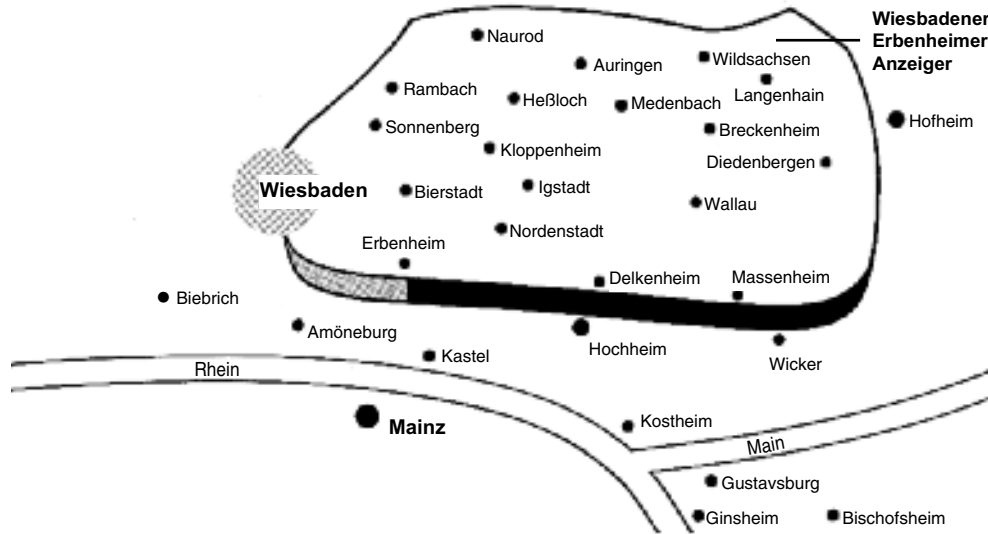 Wiesbadener
Erbenheimer
Anzeiger
Naurod
Auringen
Wildsachsen
Rambach
Heßloch
Medenbach
Langenhain
Hofheim
Sonnenberg
Breckenheim
Kloppenheim
Diedenbergen
Wiesbaden
Bierstadt
Igstadt
Wallau
Nordenstadt
Erbenheim
Delkenheim
Massenheim
Biebrich
Amöneburg
Hochheim
Kastel
Wicker
Rhein
Mainz
Kostheim
Main
Gustavsburg
Ginsheim
Bischofsheim